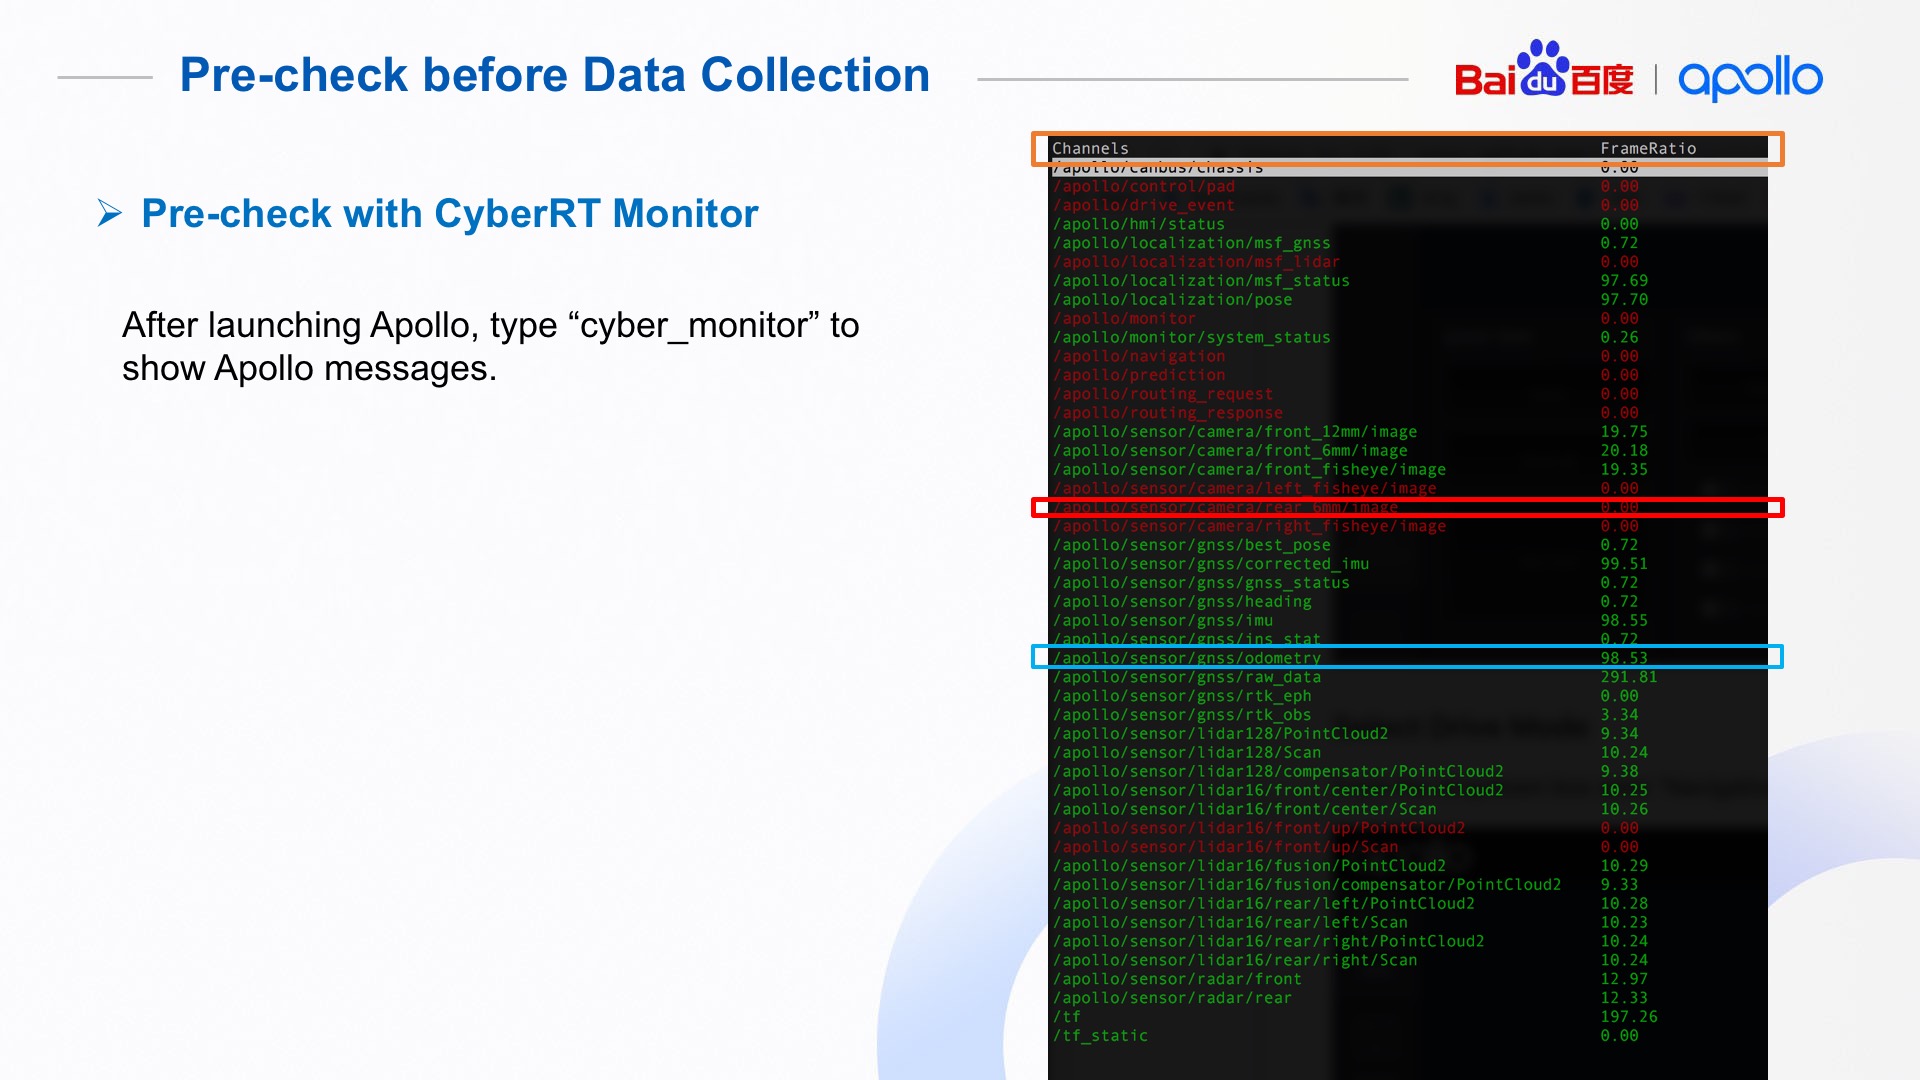 Pre-check before Data Collection
Bai du 百度 | apollo
➢ Pre-check with CyberRT Monitor
After launching Apollo, type “cyber_monitor” to
show Apollo messages.
Channels FrameRatio
/apollo/canbus/chassis 0.00
/apollo/control/pad 0.00
/apollo/drive_event 0.00
/apollo/hmi/status 0.00
/apollo/localization/msf_gnss 0.72
/apollo/localization/msf_lidar 0.00
/apollo/localization/msf_status 97.69
/apollo/localization/pose 97.70
/apollo/monitor 0.00
/apollo/monitor/system_status 0.26
/apollo/navigation 0.00
/apollo/prediction 0.00
/apollo/routing_request 0.00
/apollo/routing_response 0.00
/apollo/sensor/camera/front_12mm/image 19.75
/apollo/sensor/camera/front_6mm/image 20.18
/apollo/sensor/camera/front_fisheye/image 19.35
/apollo/sensor/camera/left_fisheye/image 0.00
/apollo/sensor/camera/rear_6mm/image 0.00
/apollo/sensor/camera/right_fisheye/image 0.00
/apollo/sensor/gnss/best_pose 0.72
/apollo/sensor/gnss/corrected_imu 99.51
/apollo/sensor/gnss/gnss_status 0.72
/apollo/sensor/gnss/heading 0.72
/apollo/sensor/gnss/imu 98.55
/apollo/sensor/gnss/ins_stat 0.72
/apollo/sensor/gnss/odometry 98.53
/apollo/sensor/gnss/raw_data 291.81
/apollo/sensor/gnss/rtk_eph 0.00
/apollo/sensor/gnss/rtk_obs 3.34
/apollo/sensor/lidar128/PointCloud2 9.34
/apollo/sensor/lidar128/Scan 10.24
/apollo/sensor/lidar128/compensator/PointCloud2 9.38
/apollo/sensor/lidar16/front/center/PointCloud2 10.25
/apollo/sensor/lidar16/front/center/Scan 10.26
/apollo/sensor/lidar16/front/up/PointCloud2 0.00
/apollo/sensor/lidar16/front/up/Scan 0.00
/apollo/sensor/lidar16/fusion/PointCloud2 10.29
/apollo/sensor/lidar16/fusion/compensator/PointCloud2 9.33
/apollo/sensor/lidar16/rear/left/PointCloud2 10.28
/apollo/sensor/lidar16/rear/left/Scan 10.23
/apollo/sensor/lidar16/rear/right/PointCloud2 10.24
/apollo/sensor/lidar16/rear/right/Scan 10.24
/apollo/sensor/radar/front 12.97
/apollo/sensor/radar/rear 12.33
/tf 197.26
/tf_static 0.00